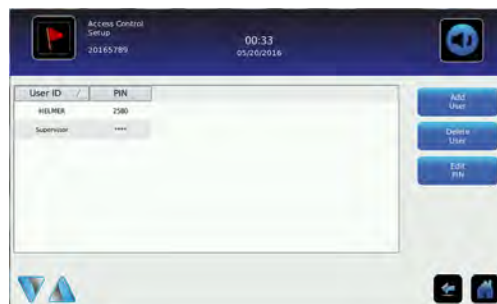 Access Control
Setup
20165789
00:33
05/20/2016
User ID / PIN
HELMER 2580
Supervisor ****
Add
User
Delete
User
Edit
PIN